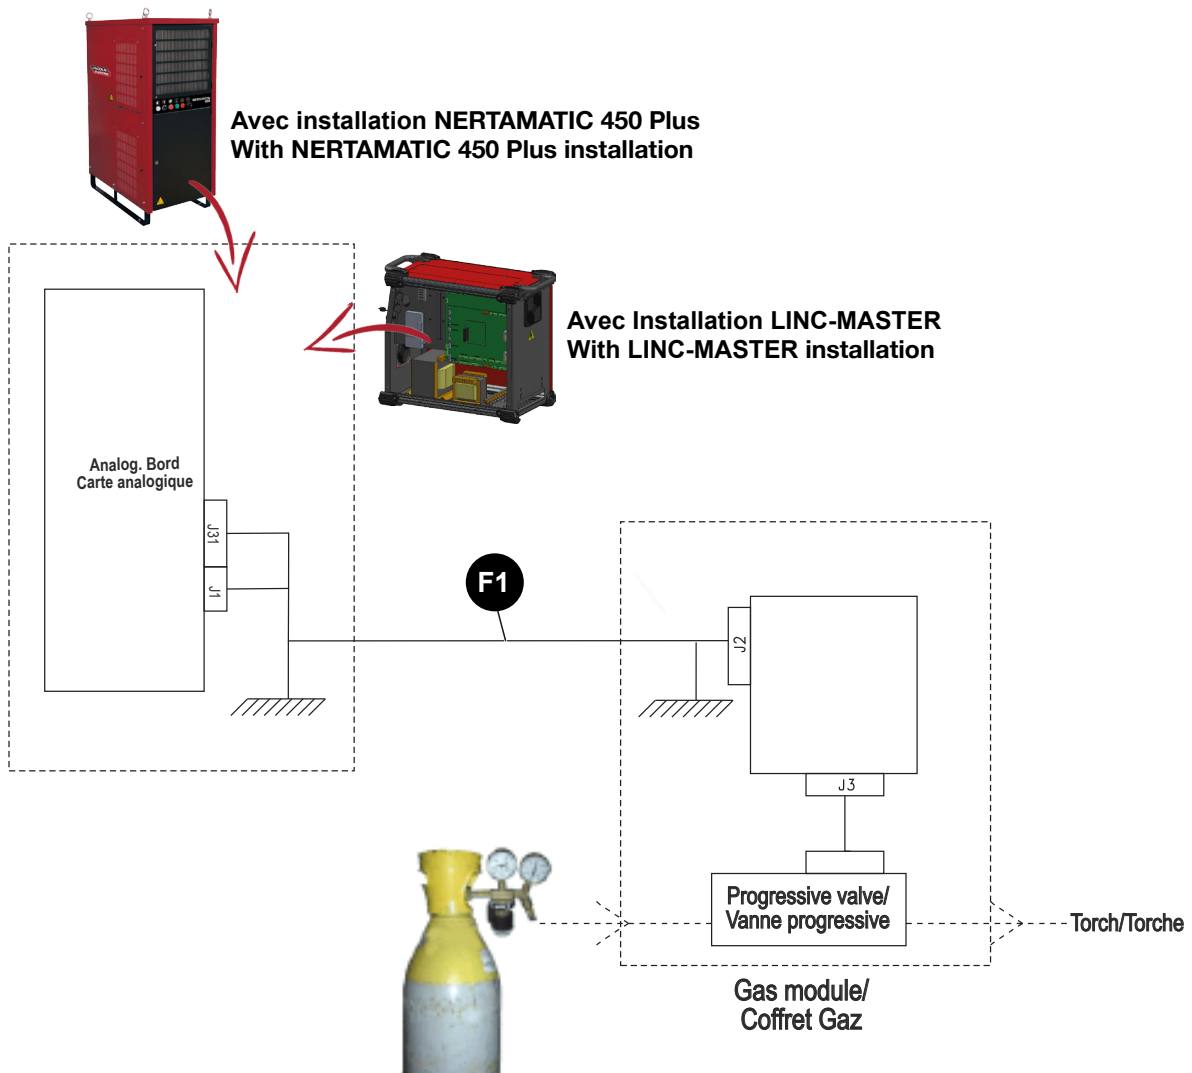 Avec installation NERTAMATIC 450 Plus
With NERTAMATIC 450 Plus installation
Avec Installation LINC-MASTER
With LINC-MASTER installation
Analog. Bord
Carte analogique
J31
J1
F1
J2
J3
Progressive valve/
Vanne progressive
Torch/Torche
Gas module/
Coffret Gaz